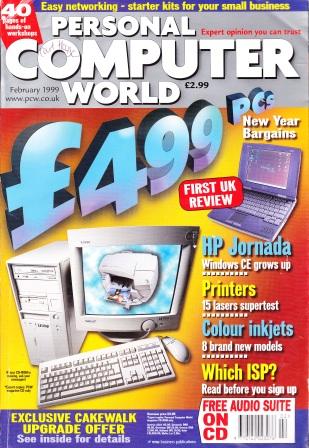 40
Pages of
hands-on
workshops
Easy networking - starter kits for your small business
PERSONAL
Expert opinion you can trust
COMPUTER
February 1999
www.pcw.co.uk
WORLD
£2.99
£499 PCs
New Year
Bargains
FIRST UK
REVIEW
HP Jornada
Windows CE grows up
Printers
15 lasers supertest
Colour inkjets
8 brand new models
Which ISP?
Read before you sign up
EXCLUSIVE CAKEWALK
UPGRADE OFFER
See inside for details
FREE AUDIO SUITE
ON
CD